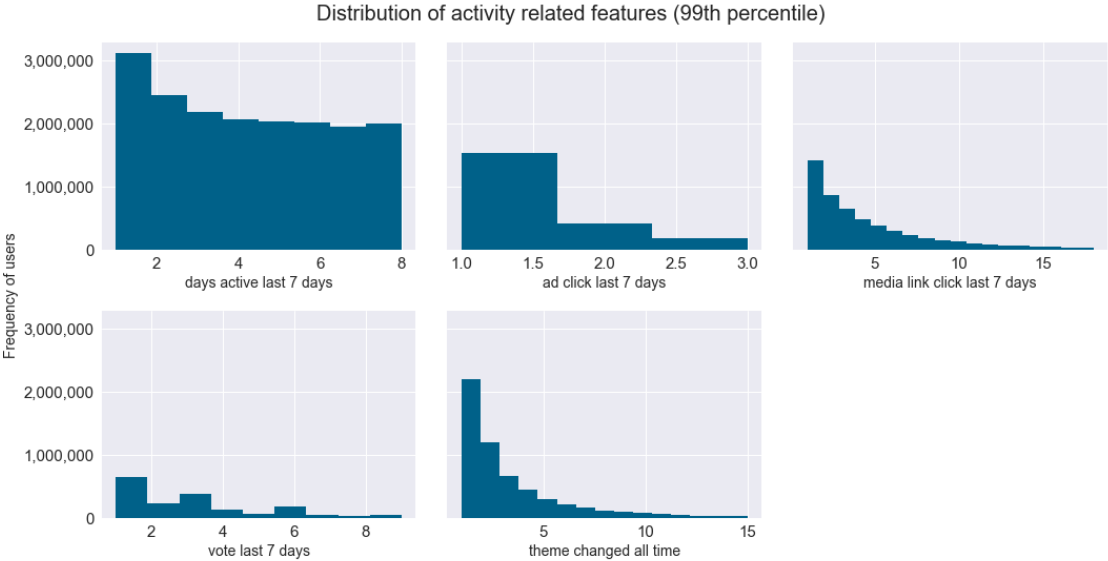 Distribution of activity related features (99th percentile)
Frequency of users
3,000,000
2,000,000
1,000,000
0
2 4 6 8
days active last 7 days
1.0 1.5 2.0 2.5 3.0
ad click last 7 days
5 10 15
media link click last 7 days
3,000,000
2,000,000
1,000,000
0
2 4 6 8
vote last 7 days
5 10 15
theme changed all time